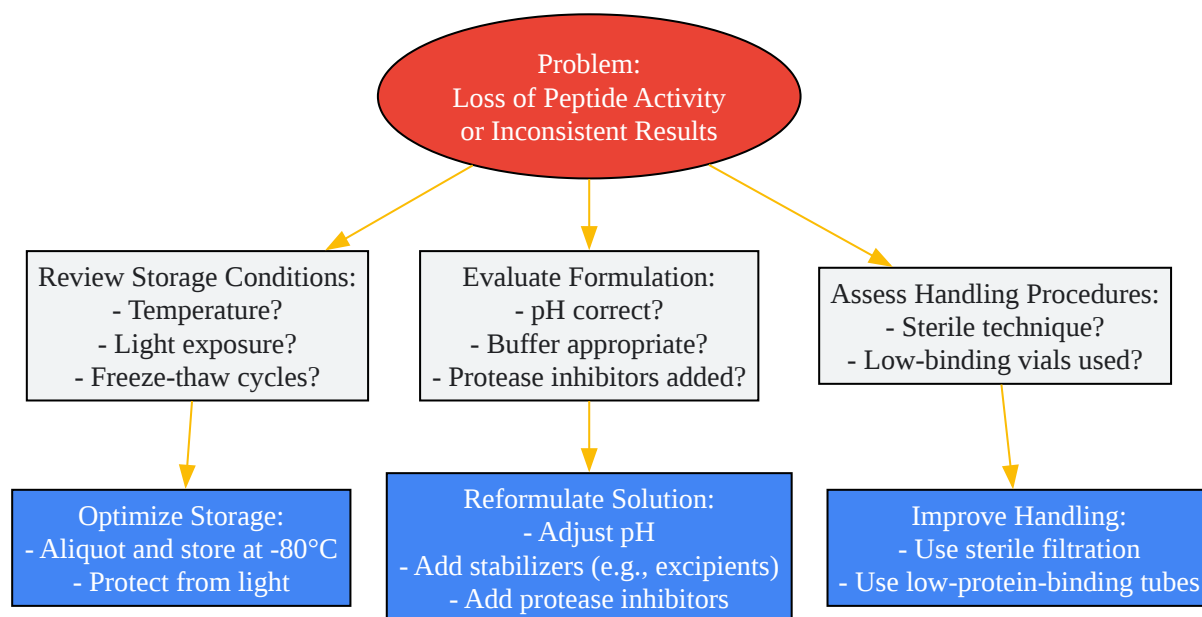 Problem:
Loss of Peptide Activity
or Inconsistent Results
Review Storage Conditions:
- Temperature?
- Light exposure?
- Freeze-thaw cycles?
Evaluate Formulation:
- pH correct?
- Buffer appropriate?
- Protease inhibitors added?
Assess Handling Procedures:
- Sterile technique?
- Low-binding vials used?
Optimize Storage:
- Aliquot and store at -80°C
- Protect from light
Reformulate Solution:
- Adjust pH
- Add stabilizers (e.g., excipients)
- Add protease inhibitors
Improve Handling:
- Use sterile filtration
- Use low-protein-binding tubes